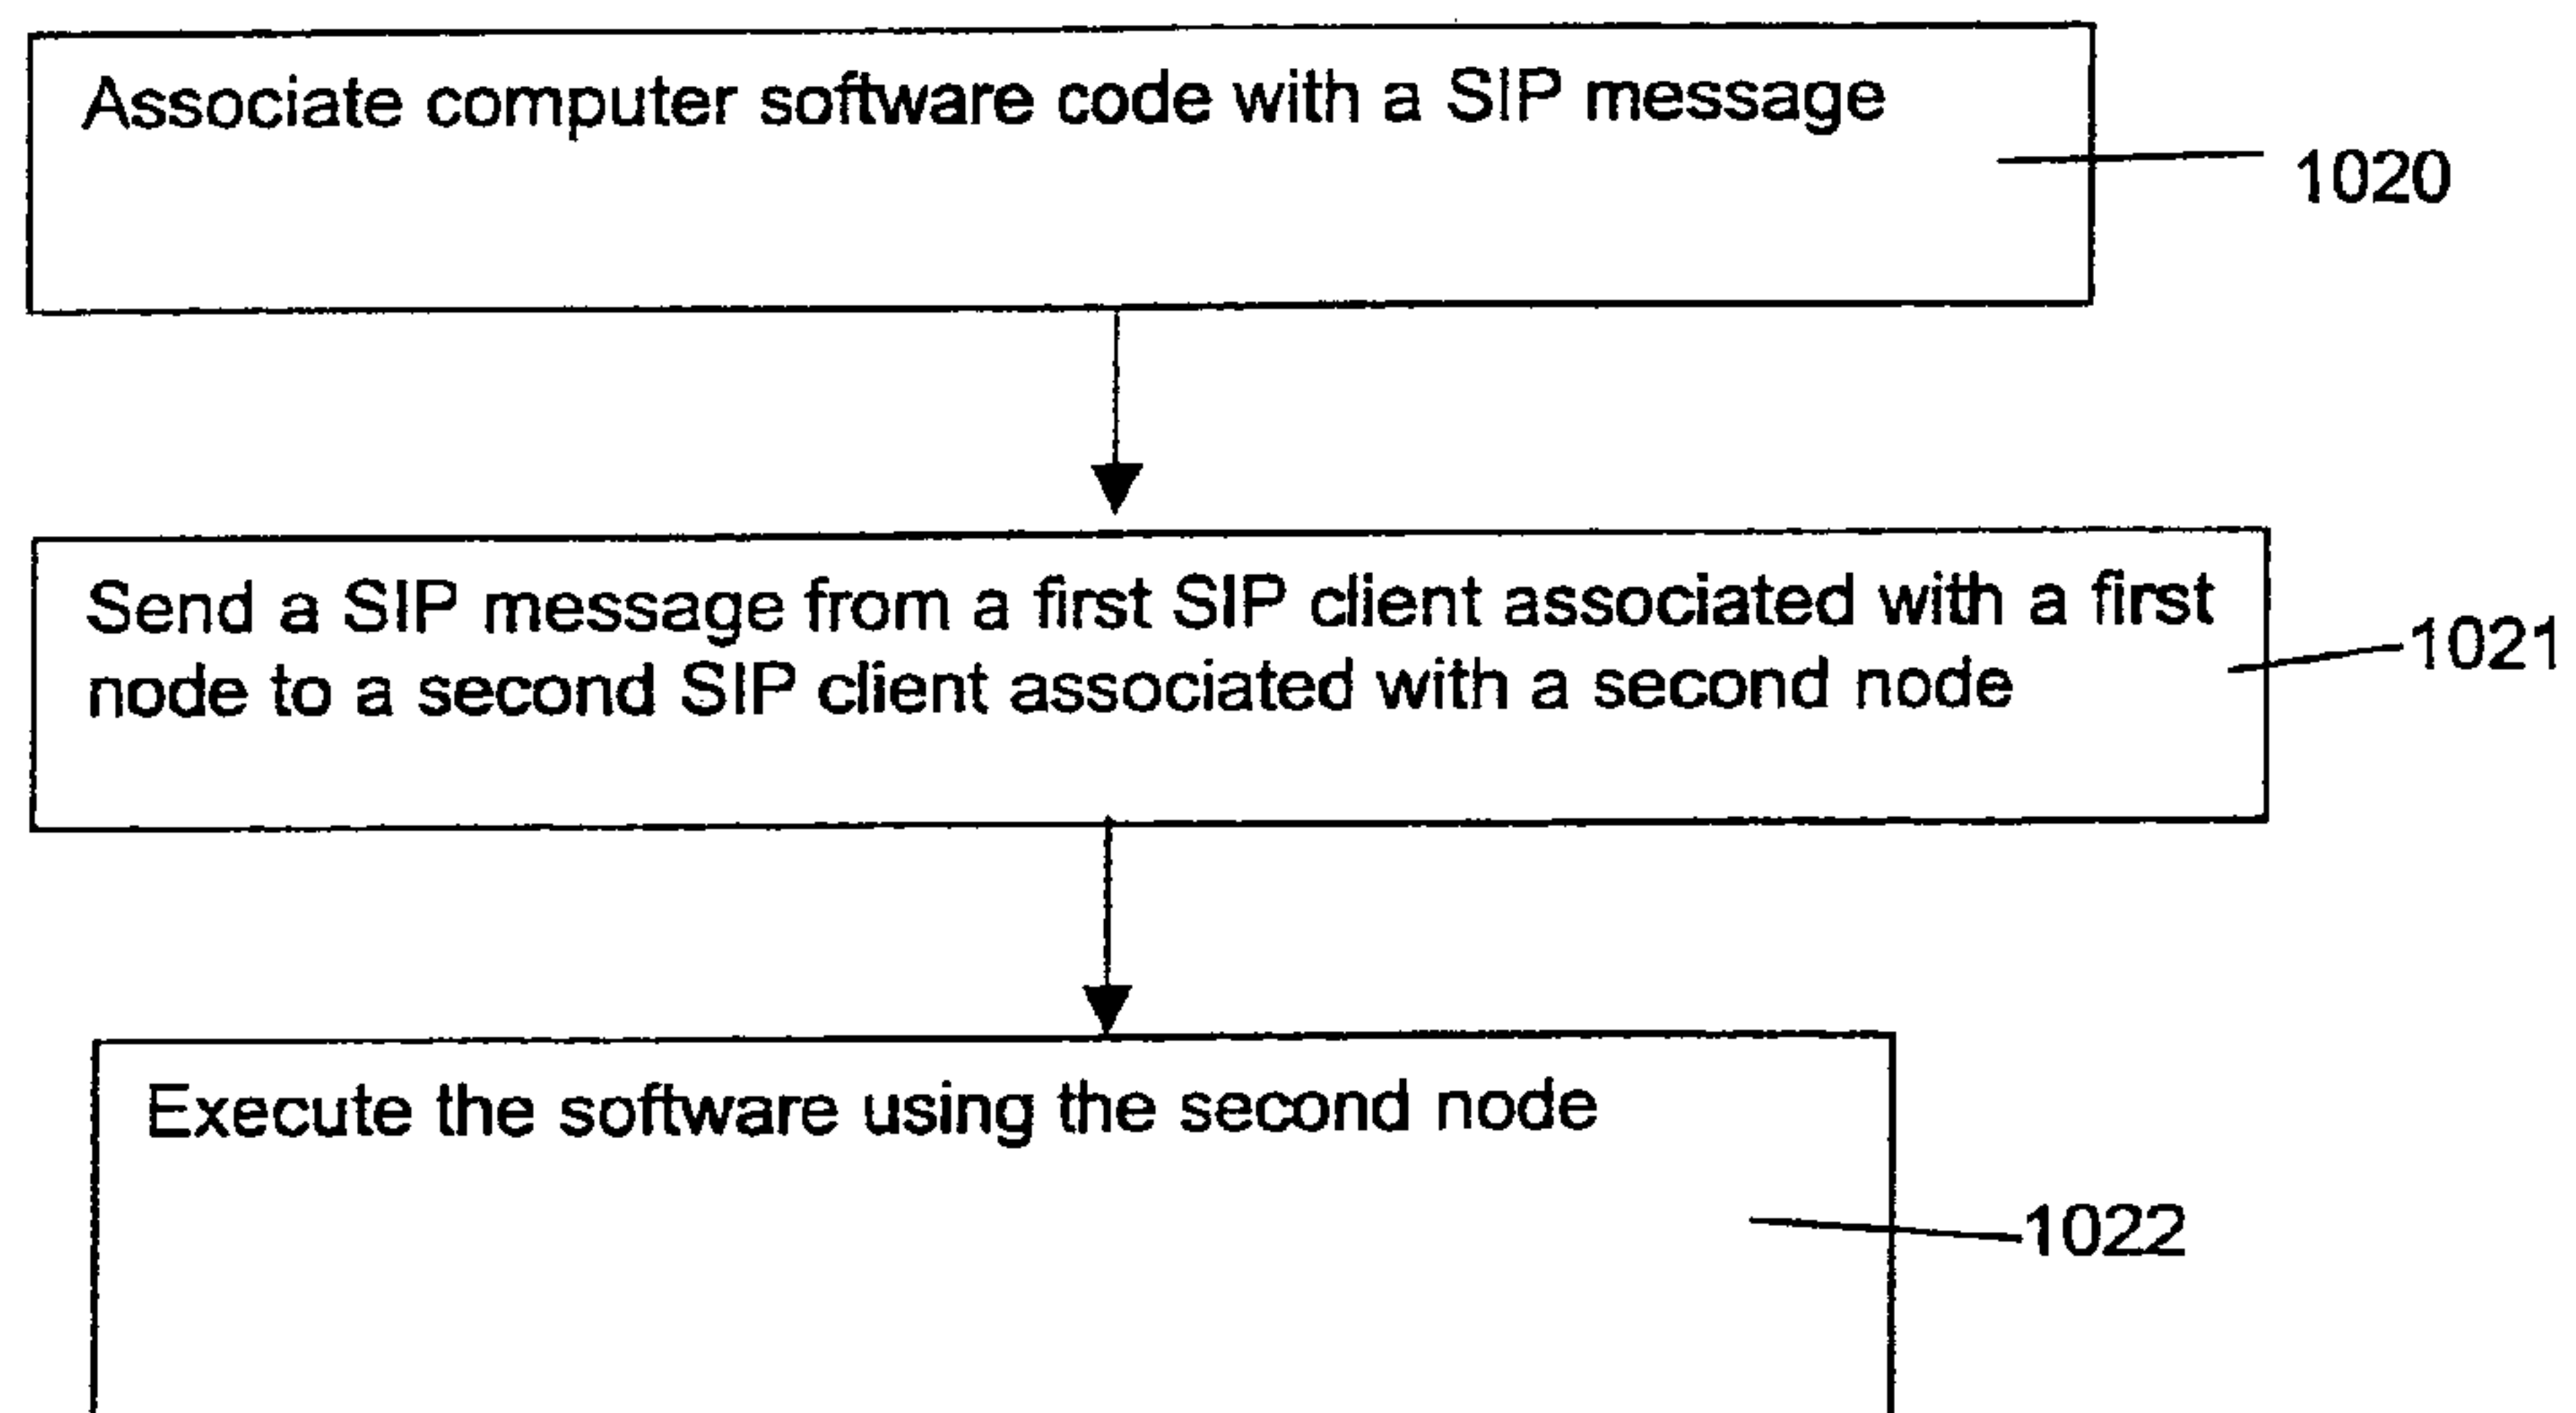 Associate computer software code with a SIP message
1020
Send a SIP message from a first SIP client associated with a first
node to a second SIP client associated with a second node
1021
Execute the software using the second node
1022